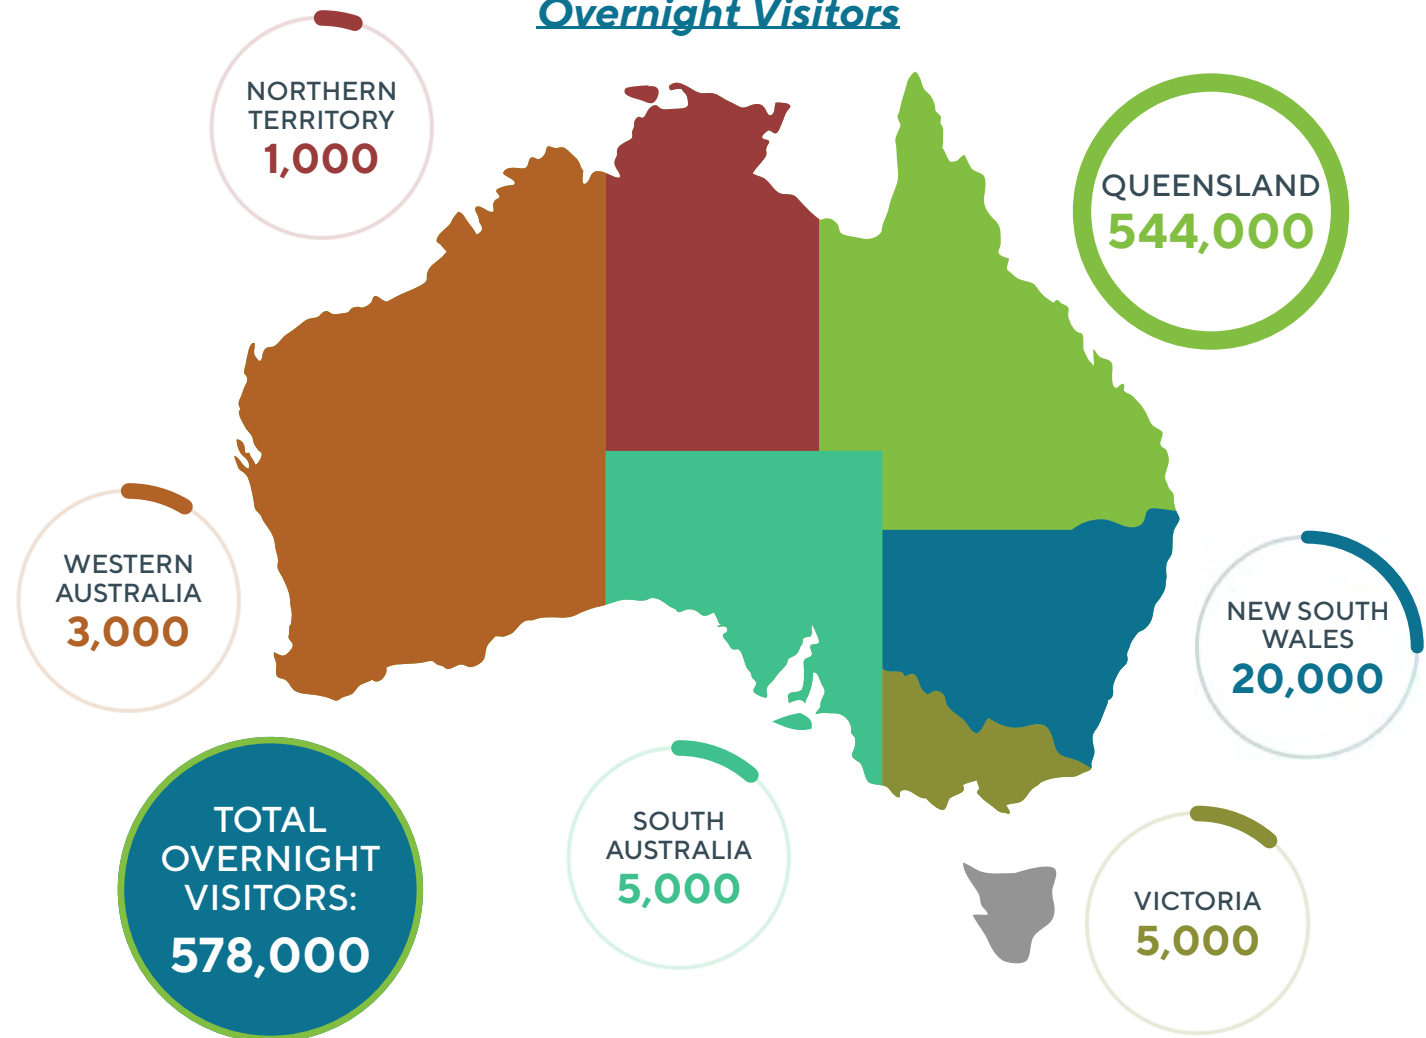 Overnight Visitors
NORTHERN
TERRITORY
1,000
QUEENSLAND
544,000
WESTERN
AUSTRALIA
3,000
NEW SOUTH
WALES
20,000
TOTAL
OVERNIGHT
VISITORS:
578,000
SOUTH
AUSTRALIA
5,000
VICTORIA
5,000